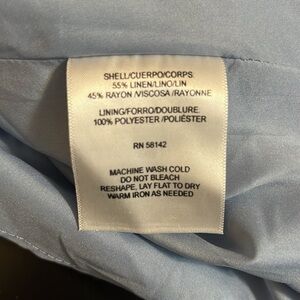 SHELL/CUERPO/CORPS
55% LINEN/LINO/LIN
45% RAYON /VISCOSA /RAYONNE
LINING/FORRO/DOUBLURE
100% POLYESTER /POLIÉSTER
RN 58142
MACHINE WASH COLD
DO NOT BLEACH
RESHAPE, LAY FLAT TO DRY
WARM IRON AS NEEDED